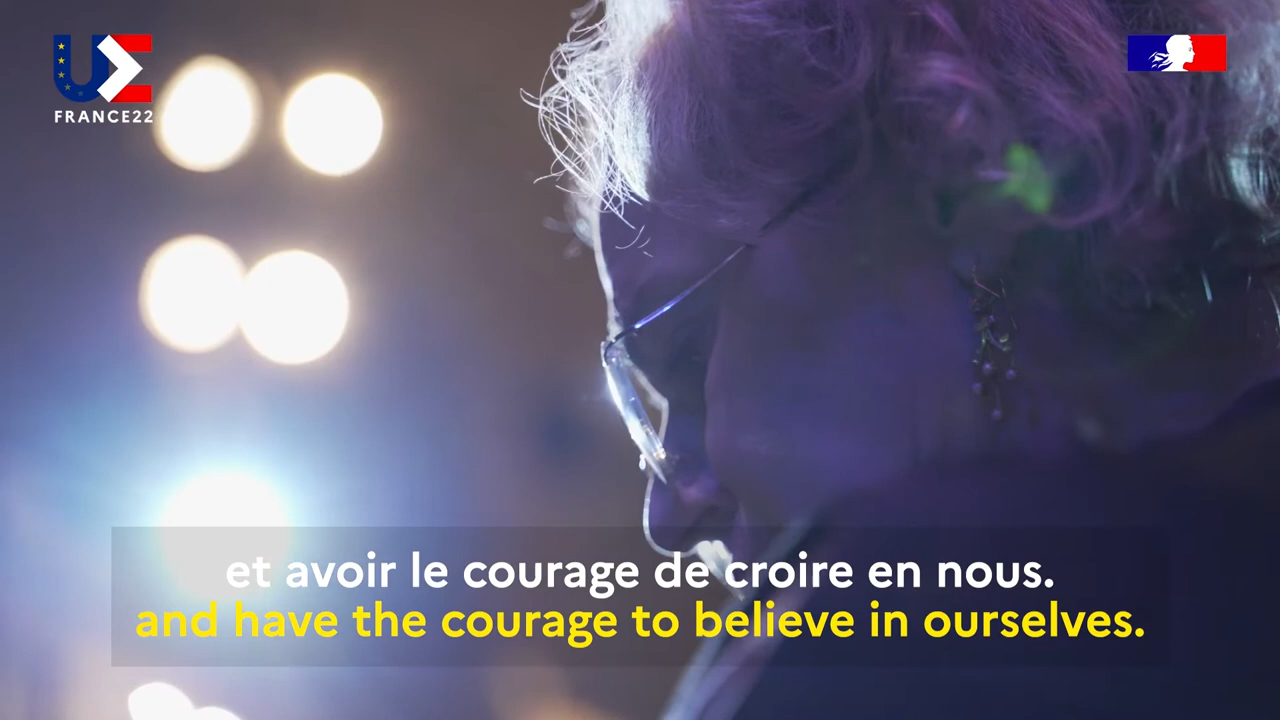 FRANCE22
et avoir le courage de croire en nous.
and have the courage to believe in ourselves.